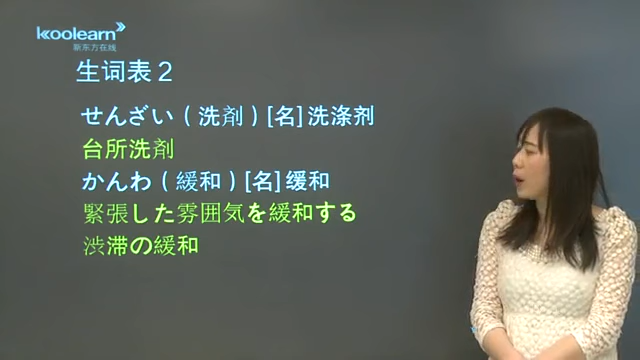 koolearn
新东方在线
生词表２
せんざい（洗剤）[名]洗涤剂
台所洗剤
かんわ（緩和）[名]缓和
緊張した雰囲気を緩和する
渋滞の緩和